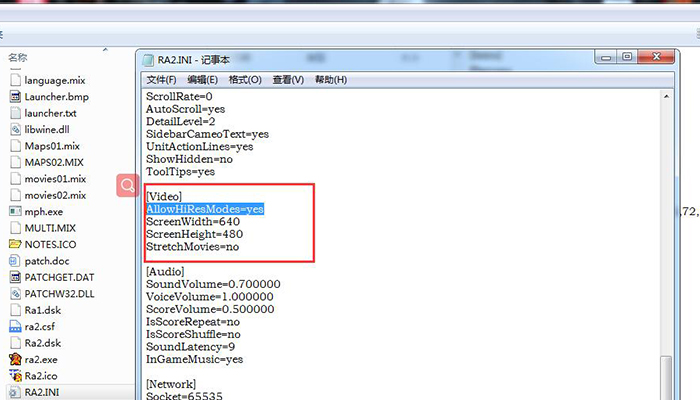 名称
language.mix
Launcher.bmp
launcher.txt
libwine.dll
Maps01.mix
MAPS02.MIX
movies01.mix
movies02.mix
mph.exe
MULTI.MIX
NOTES.ICO
patch.doc
PATCHGET.DAT
PATCHW32.DLL
Ra1.dsk
ra2.csf
Ra2.dsk
ra2.exe
Ra2.ico
RA2.INI
RA2.INI - 记事本
文件(F) 编辑(E) 格式(O) 查看(V) 帮助(H)
ScrollRate=0
AutoScroll=yes
DetailLevel=2
SidebarCameoText=yes
UnitActionLines=yes
ShowHidden=no
ToolTips=yes
[Video]
AllowHiResModes=yes
ScreenWidth=640
ScreenHeight=480
StretchMovies=no
[Audio]
SoundVolume=0.700000
VoiceVolume=1.000000
ScoreVolume=0.500000
IsScoreRepeat=no
IsScoreShuffle=no
SoundLatency=9
InGameMusic=yes
[Network]
Socket=65535
,72,